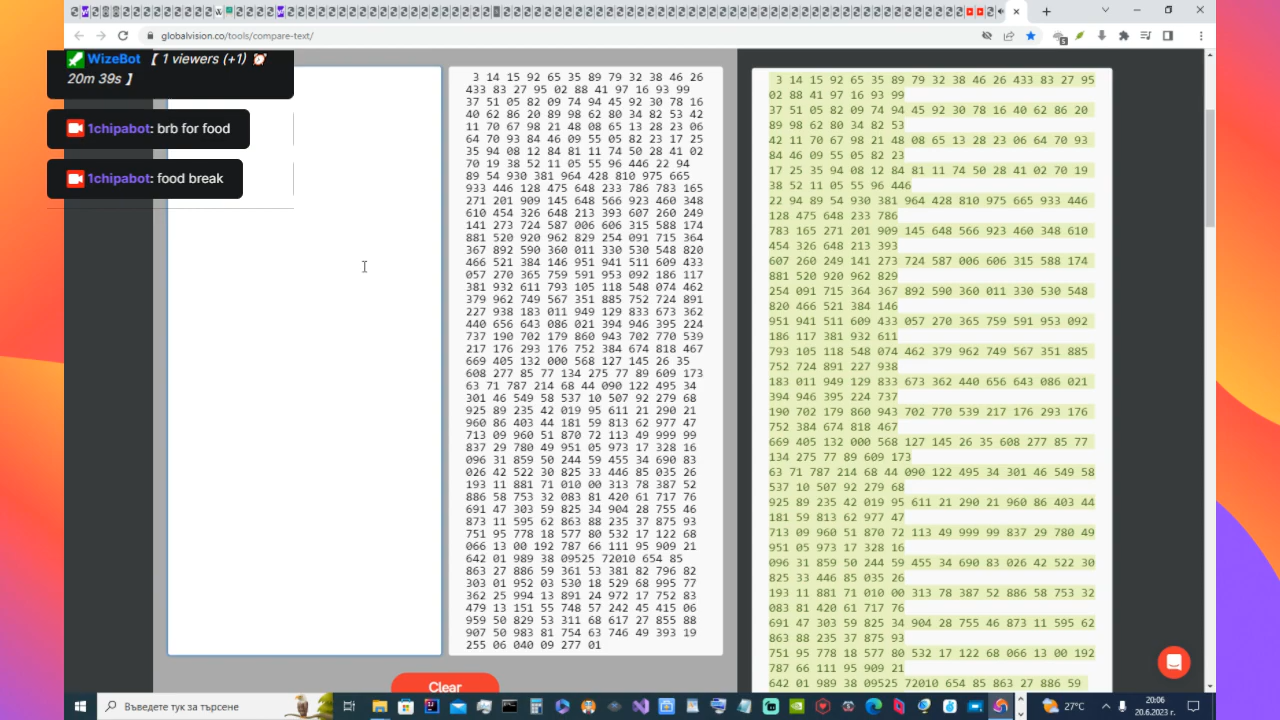 globalvision.co/tools/compare-text/
WizeBot 【 1 viewers (+1) ⏰
20m 39s 】
1chipabot: brb for food
1chipabot: food break
3 14 15 92 65 35 89 79 32 38 46 26
433 83 27 95 02 88 41 97 16 93 99
37 51 05 82 09 74 94 45 92 30 78 16
40 62 86 20 89 98 62 80 34 82 53 42
11 70 67 98 21 48 08 65 13 28 23 06
64 70 93 84 46 09 55 05 82 23 17 25
35 94 08 12 84 81 11 74 50 28 41 02
70 19 38 52 11 05 55 96 446 22 94
89 54 930 381 964 428 810 975 665
933 446 128 475 648 233 786 783 165
271 201 909 145 648 566 923 460 348
610 454 326 648 213 393 607 260 249
141 273 724 587 006 606 315 588 174
881 520 920 962 829 254 091 715 364
367 892 590 360 011 330 530 548 820
466 521 384 146 951 941 511 609 433
057 270 365 759 591 953 092 186 117
381 932 611 793 105 118 548 074 462
379 962 749 567 351 885 752 724 891
227 938 183 011 949 129 833 673 362
440 656 643 086 021 394 946 395 224
737 190 702 179 860 943 702 770 539
217 176 293 176 752 384 674 818 467
669 405 132 000 568 127 145 26 35
608 277 85 77 134 275 77 89 609 173
63 71 787 214 68 44 090 122 495 34
301 46 549 58 537 10 507 92 279 68
925 89 235 42 019 95 611 21 290 21
960 86 403 44 181 59 813 62 977 47
713 09 960 51 870 72 113 49 999 99
837 29 780 49 951 05 973 17 328 16
096 31 859 50 244 59 455 34 690 83
026 42 522 30 825 33 446 85 035 26
193 11 881 71 010 00 313 78 387 52
886 58 753 32 083 81 420 61 717 76
691 47 303 59 825 34 904 28 755 46
873 11 595 62 863 88 235 37 875 93
751 95 778 18 577 80 532 17 122 68
066 13 00 192 787 66 111 95 909 21
642 01 989 38 09525 72010 654 85
863 27 886 59 361 53 381 82 796 82
303 01 952 03 530 18 529 68 995 77
362 25 994 13 891 24 972 17 752 83
479 13 151 55 748 57 242 45 415 06
959 50 829 53 311 68 617 27 855 88
907 50 983 81 754 63 746 49 393 19
255 06 040 09 277 01
3 14 15 92 65 35 89 79 32 38 46 26 433 83 27 95
02 88 41 97 16 93 99
37 51 05 82 09 74 94 45 92 30 78 16 40 62 86 20
89 98 62 80 34 82 53
42 11 70 67 98 21 48 08 65 13 28 23 06 64 70 93
84 46 09 55 05 82 23
17 25 35 94 08 12 84 81 11 74 50 28 41 02 70 19
38 52 11 05 55 96 446
22 94 89 54 930 381 964 428 810 975 665 933 446
128 475 648 233 786
783 165 271 201 909 145 648 566 923 460 348 610
454 326 648 213 393
607 260 249 141 273 724 587 006 606 315 588 174
881 520 920 962 829
254 091 715 364 367 892 590 360 011 330 530 548
820 466 521 384 146
951 941 511 609 433 057 270 365 759 591 953 092
186 117 381 932 611
793 105 118 548 074 462 379 962 749 567 351 885
752 724 891 227 938
183 011 949 129 833 673 362 440 656 643 086 021
394 946 395 224 737
190 702 179 860 943 702 770 539 217 176 293 176
752 384 674 818 467
669 405 132 000 568 127 145 26 35 608 277 85 77
134 275 77 89 609 173
63 71 787 214 68 44 090 122 495 34 301 46 549 58
537 10 507 92 279 68
925 89 235 42 019 95 611 21 290 21 960 86 403 44
181 59 813 62 977 47
713 09 960 51 870 72 113 49 999 99 837 29 780 49
951 05 973 17 328 16
096 31 859 50 244 59 455 34 690 83 026 42 522 30
825 33 446 85 035 26
193 11 881 71 010 00 313 78 387 52 886 58 753 32
083 81 420 61 717 76
691 47 303 59 825 34 904 28 755 46 873 11 595 62
863 88 235 37 875 93
751 95 778 18 577 80 532 17 122 68 066 13 00 192
787 66 111 95 909 21
642 01 989 38 09525 72010 654 85 863 27 886 59
Clear
Въведете тук за търсене
27°C
20:06
20.6.2023 г.